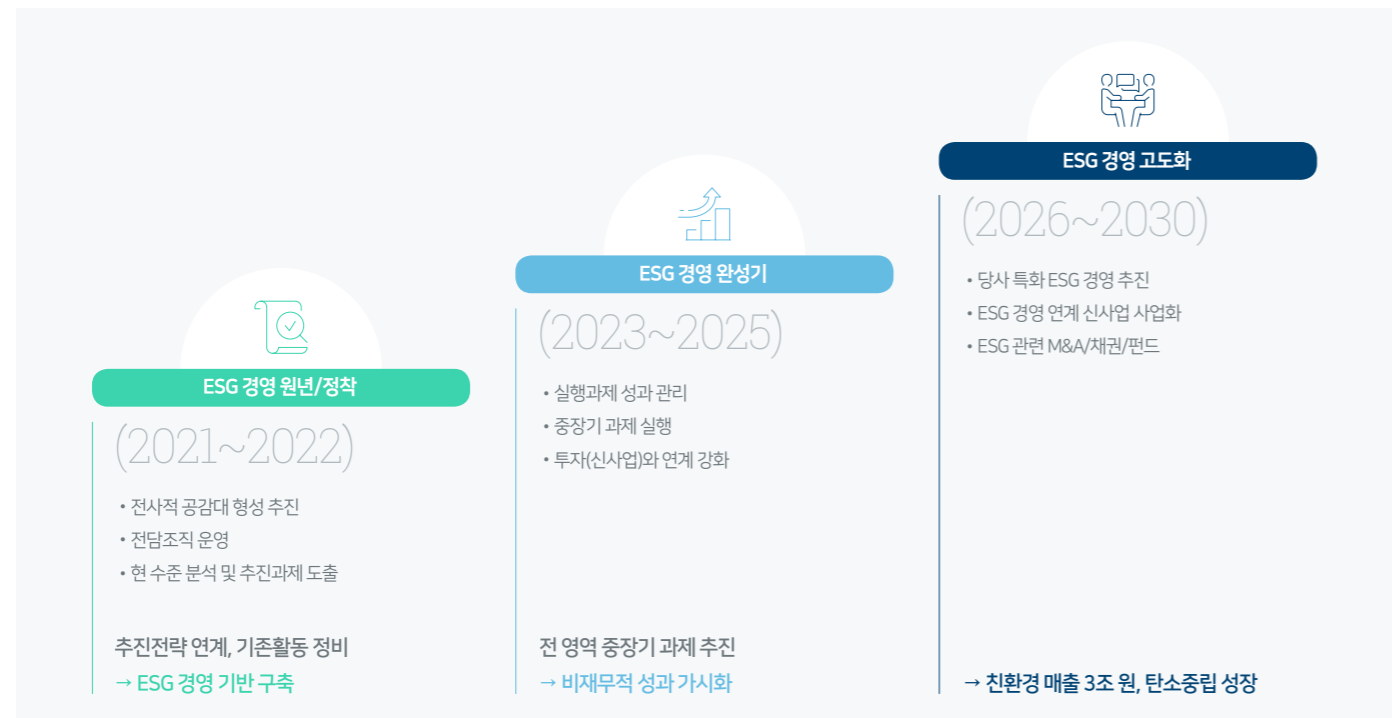 ESG 경영 원년/정착
(2021~2022)
• 전사적 공감대 형성 추진
• 전담조직 운영
• 현 수준 분석 및 추진과제 도출
추진전략 연계, 기존활동 정비
→ ESG 경영 기반 구축
ESG 경영 완성기
(2023~2025)
• 실행과제 성과 관리
• 중장기 과제 실행
• 투자(신사업)와 연계 강화
전 영역 중장기 과제 추진
→ 비재무적 성과 가시화
ESG 경영 고도화
(2026~2030)
• 당사 특화 ESG 경영 추진
• ESG 경영 연계 신사업 사업화
• ESG 관련 M&A/채권/펀드
→ 친환경 매출 3조 원, 탄소중립 성장